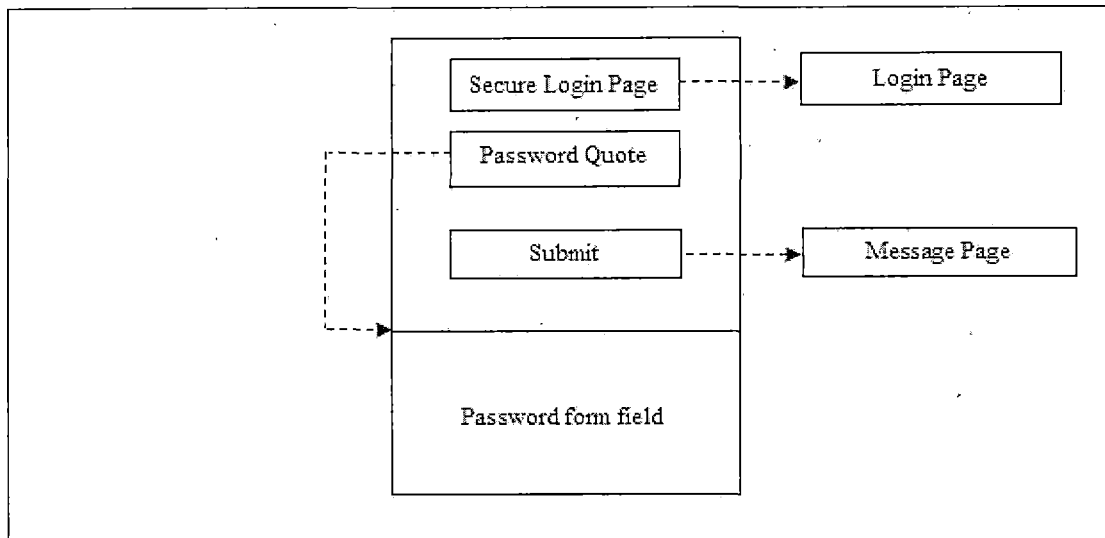 Secure Login Page
Login Page
Password Quote
Submit
Message Page
Password form field